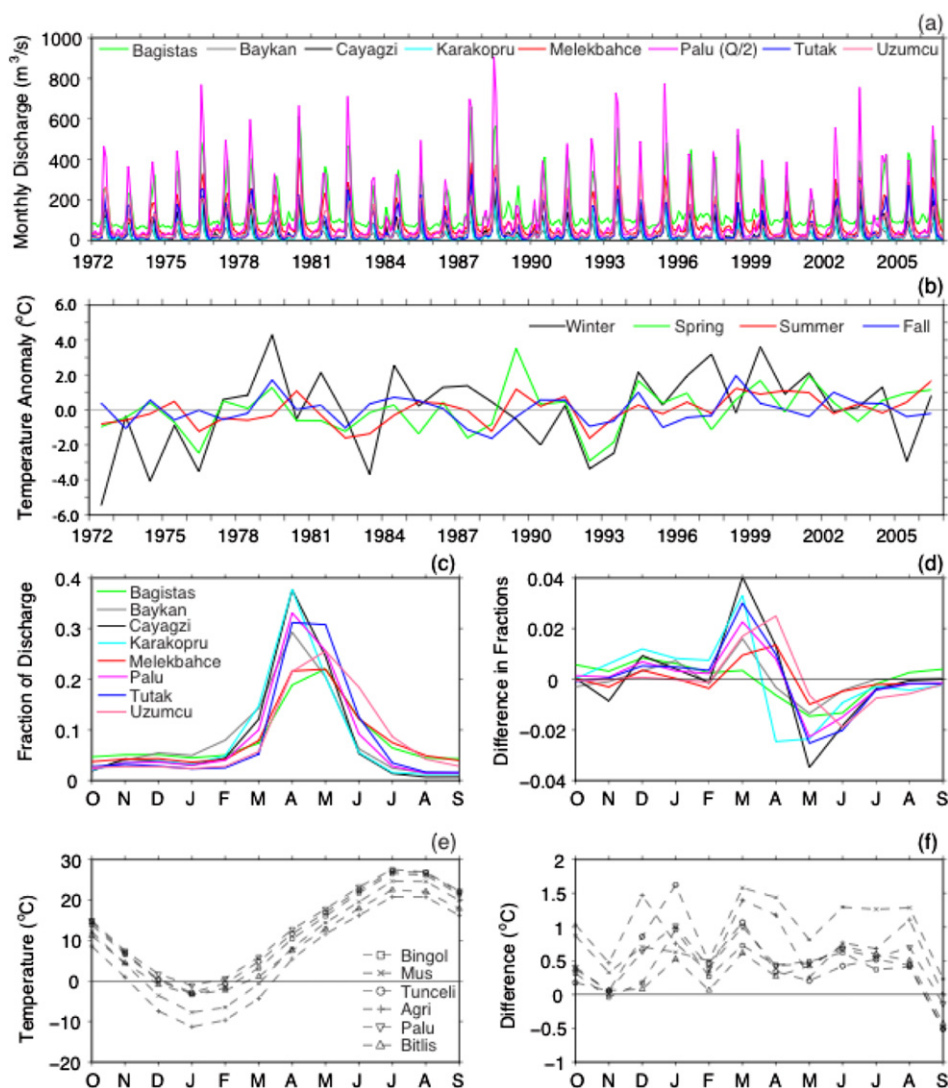 (a)
1000
Bagistas Baykan Cayagzi Karakopru Melekbahce Palu (Q/2) Tutak Uzumcu
800
600
400
200
0
Monthly Discharge (m³/s)
1972 1975 1978 1981 1984 1987 1990 1993 1996 1999 2002 2005
(b)
6.0
Winter Spring Summer Fall
4.0
2.0
0.0
-2.0
-4.0
-6.0
Temperature Anomaly (°C)
1972 1975 1978 1981 1984 1987 1990 1993 1996 1999 2002 2005
(c)
0.4
Bagistas
Baykan
Cayagzi
Karakopru
Melekbahce
Palu
Tutak
Uzumcu
0.3
0.2
0.1
0
Fraction of Discharge
O N D J F M A M J J A S
(d)
0.04
0.02
0
-0.02
-0.04
Difference in Fractions
O N D J F M A M J J A S
(e)
30
20
10
0
-10
-20
Temperature (°C)
Bingol
Mus
Tunceli
Agri
Palu
Bitlis
O N D J F M A M J J A S
(f)
2
1.5
1
0.5
0
-0.5
-1
Difference (°C)
O N D J F M A M J J A S